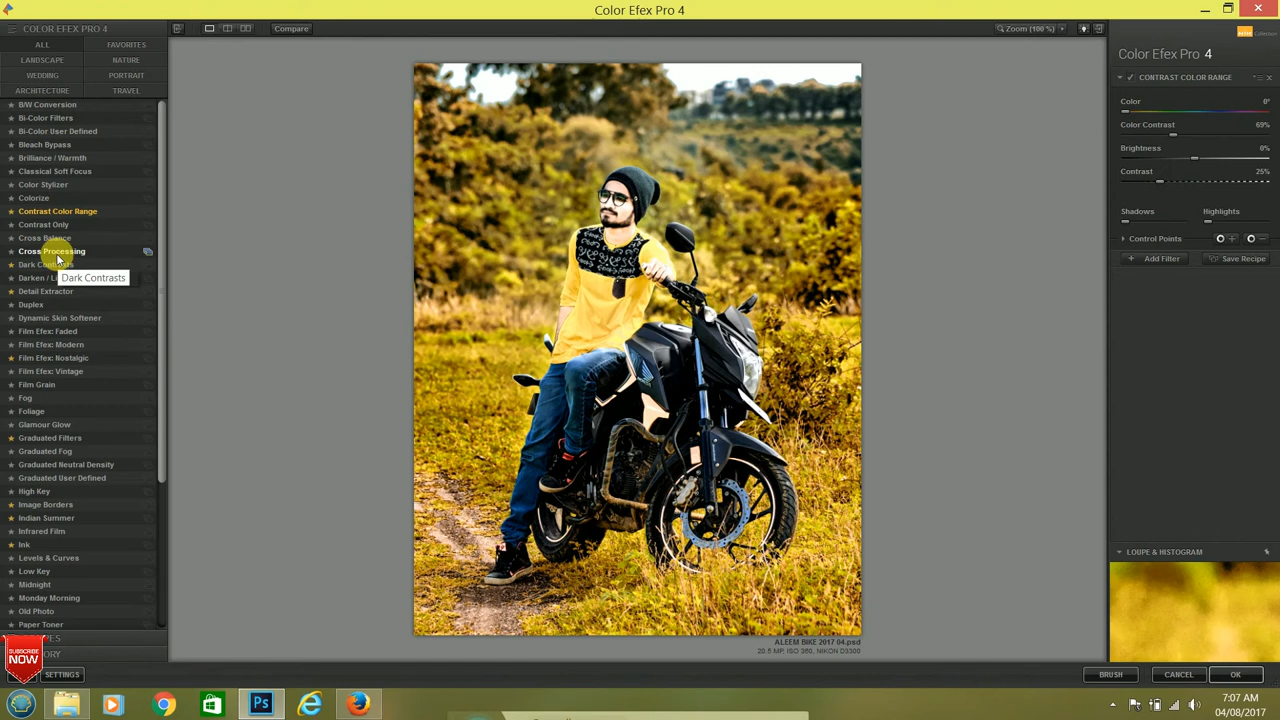 Color Efex Pro 4
COLOR EFEX PRO 4
Compare
Zoom (100 %)
ALL
FAVORITES
LANDSCAPE
NATURE
WEDDING
PORTRAIT
ARCHITECTURE
TRAVEL
B/W Conversion
Bi-Color Filters
Bi-Color User Defined
Bleach Bypass
Brilliance / Warmth
Classical Soft Focus
Color Stylizer
Colorize
Contrast Color Range
Contrast Only
Cross Balance
Cross Processing
Dark Contrasts
Dark Contrasts
Darken /
Detail Extractor
Duplex
Dynamic Skin Softener
Film Efex: Faded
Film Efex: Modern
Film Efex: Nostalgic
Film Efex: Vintage
Film Grain
Fog
Foliage
Glamour Glow
Graduated Filters
Graduated Fog
Graduated Neutral Density
Graduated User Defined
High Key
Image Borders
Indian Summer
Infrared Film
Ink
Levels & Curves
Low Key
Midnight
Monday Morning
Old Photo
Paper Toner
SUBSCRIBE
NOW
SETTINGS
ALEEM BIKE 2017 04.psd
20.5 MP, ISO 360, NIKON D3300
Collection
Color Efex Pro 4
CONTRAST COLOR RANGE
Color 0°
Color Contrast 69%
Brightness 0%
Contrast 25%
Shadows Highlights
Control Points
Add Filter
Save Recipe
LOUPE & HISTOGRAM
BRUSH
CANCEL
OK
Ps
7:07 AM
04/08/2017